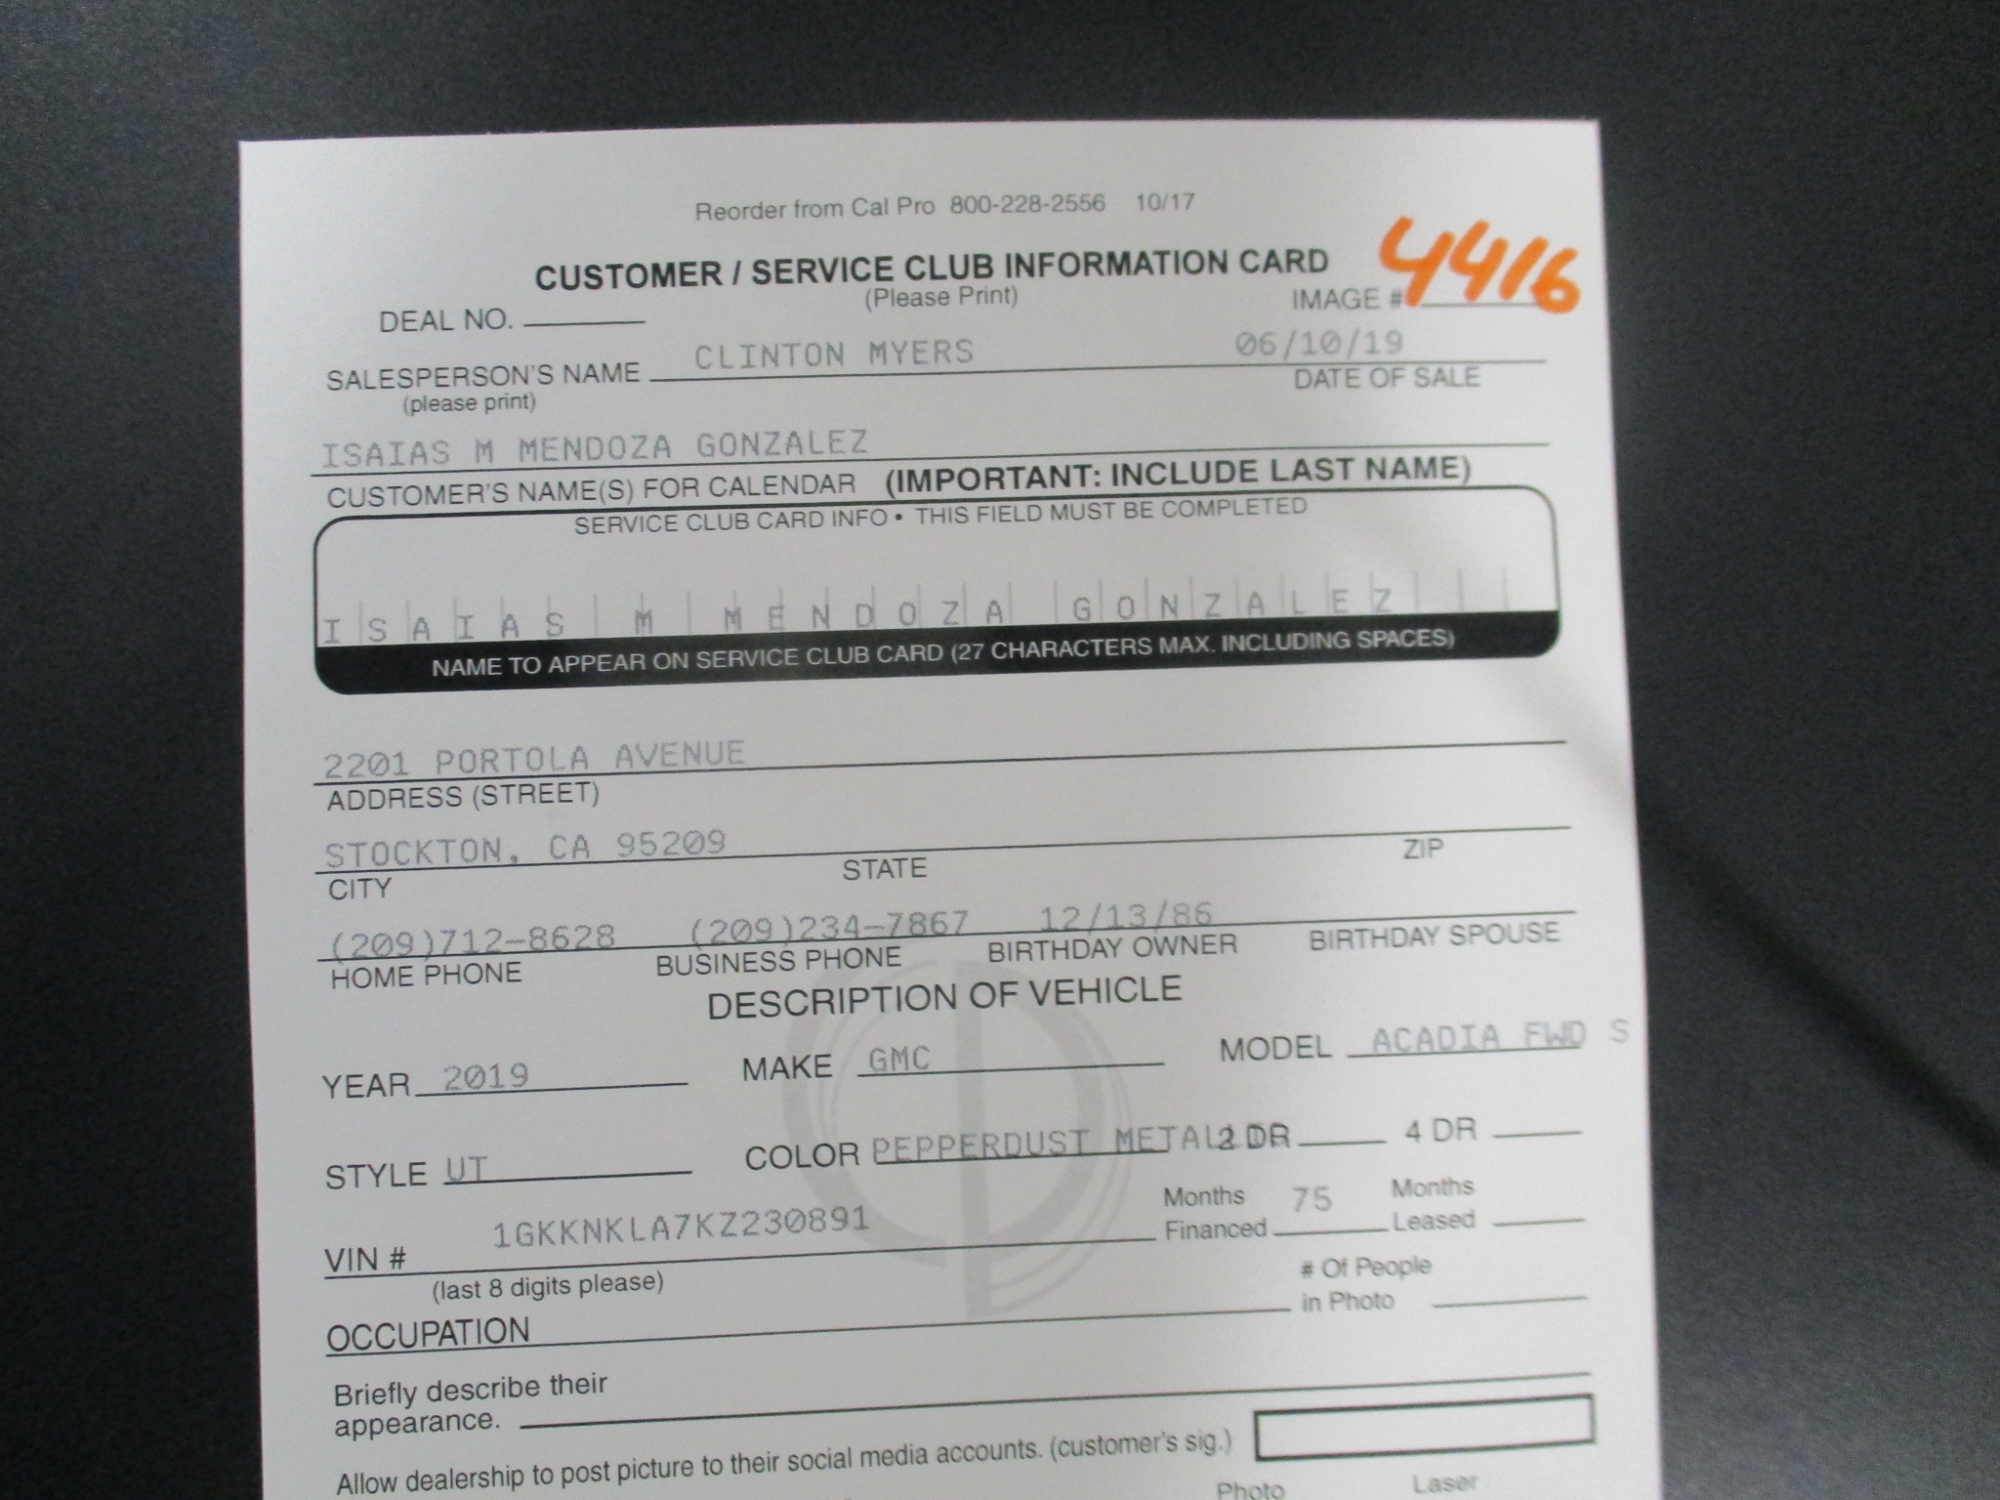 Reorder from Cal Pro 800-228-2556 10/17
CUSTOMER / SERVICE CLUB INFORMATION CARD
(Please Print)
IMAGE # 4416
DEAL NO.
SALESPERSON'S NAME CLINTON MYERS 06/10/19
(please print) DATE OF SALE
ISAIAS M MENDOZA GONZALEZ
CUSTOMER'S NAME(S) FOR CALENDAR (IMPORTANT: INCLUDE LAST NAME)
SERVICE CLUB CARD INFO • THIS FIELD MUST BE COMPLETED
ISAIAS M MENDOZA GONZALEZ
NAME TO APPEAR ON SERVICE CLUB CARD (27 CHARACTERS MAX. INCLUDING SPACES)
2201 PORTOLA AVENUE
ADDRESS (STREET)
STOCKTON, CA 95209
CITY STATE ZIP
(209)712-8628 (209)234-7867 12/13/86
HOME PHONE BUSINESS PHONE BIRTHDAY OWNER BIRTHDAY SPOUSE
DESCRIPTION OF VEHICLE
YEAR 2019 MAKE GMC MODEL ACADIA FWD S
STYLE UT COLOR PEPPERDUST METAL 2 DR 4 DR
VIN # 1GKKNKLA7KZ230891 Months Financed 75 Months Leased
(last 8 digits please) # Of People in Photo
OCCUPATION
Briefly describe their
appearance.
Allow dealership to post picture to their social media accounts. (customer's sig.)
Photo Laser